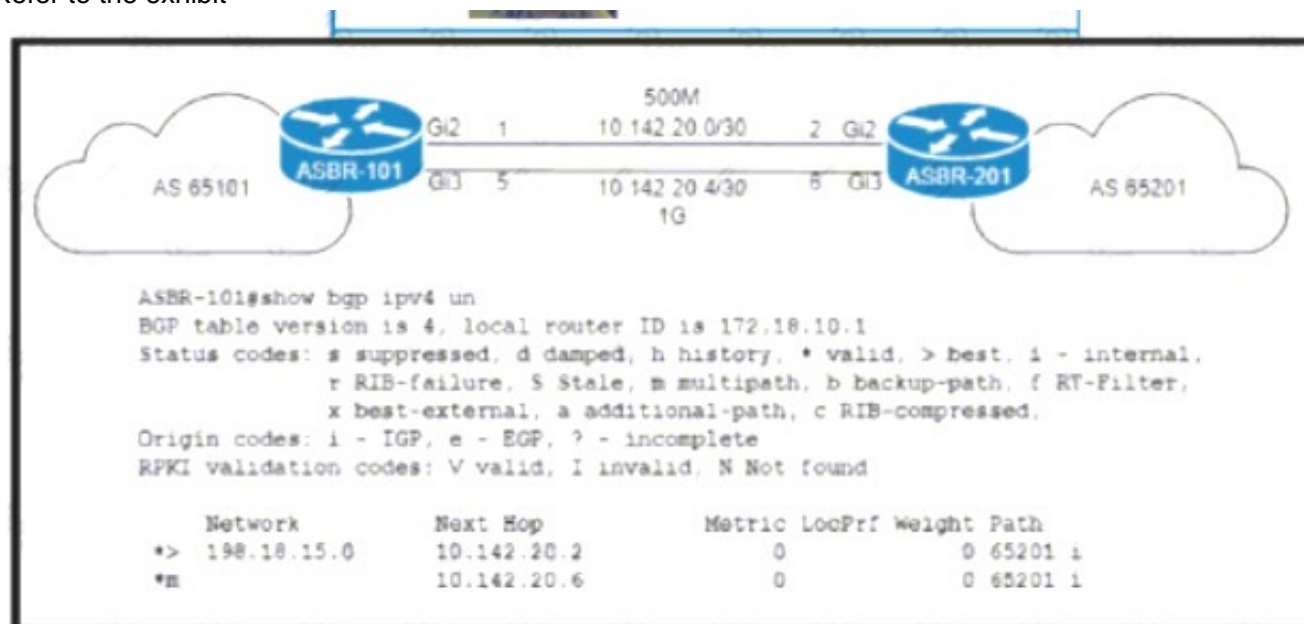 Refer to the exhibit
500M
Gi2 1 10.142.20.0/30 2 Gi2
ASBR-101 ASBR-201
AS 65101 Gi3 5 10.142.20.4/30 6 Gi3 AS 65201
1G
ASBR-101#show bgp ipv4 un
BGP table version is 4, local router ID is 172.18.10.1
Status codes: s suppressed, d damped, h history, * valid, > best, i - internal,
r RIB-failure, S Stale, m multipath, b backup-path, f RT-Filter,
x best-external, a additional-path, c RIB-compressed,
Origin codes: i - IGP, e - EGP, ? - incomplete
RPKI validation codes: V valid, I invalid, N Not found
Network Next Hop Metric LocPrf Weight Path
*> 198.18.15.0 10.142.20.2 0 0 65201 i
*m 10.142.20.6 0 0 65201 i